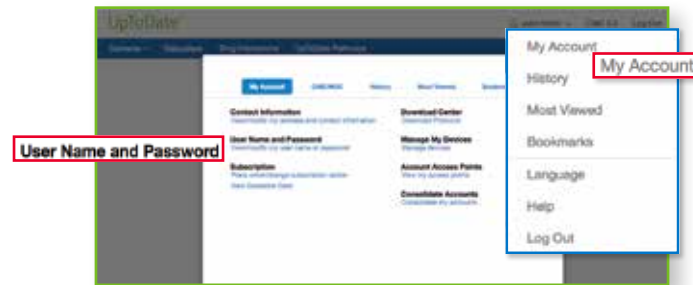 UpToDate
CME 0.0 Log Out
Contents Calculators Drug Interactions UpToDate Pathways
My Account
My Account
History
Most Viewed
Bookmarks
Language
Help
Log Out
My Account CME/MOC History Most Viewed
Contact Information
View/modify my address and contact information
User Name and Password
View/modify my user name or password
User Name and Password
Subscription
Download Center
Manage My Devices
Manage devices
Account Access Points
View my access points
Consolidate Accounts
Consolidate my accounts